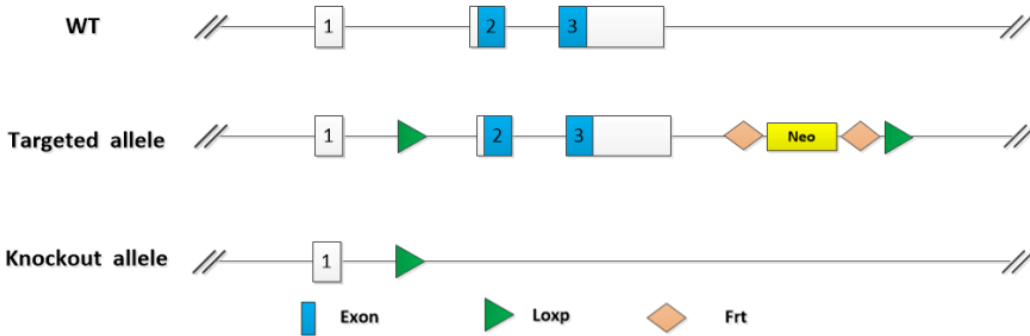 WT 1 2 3
Targeted allele 1 2 3 Neo
Knockout allele 1
Exon Loxp Frt